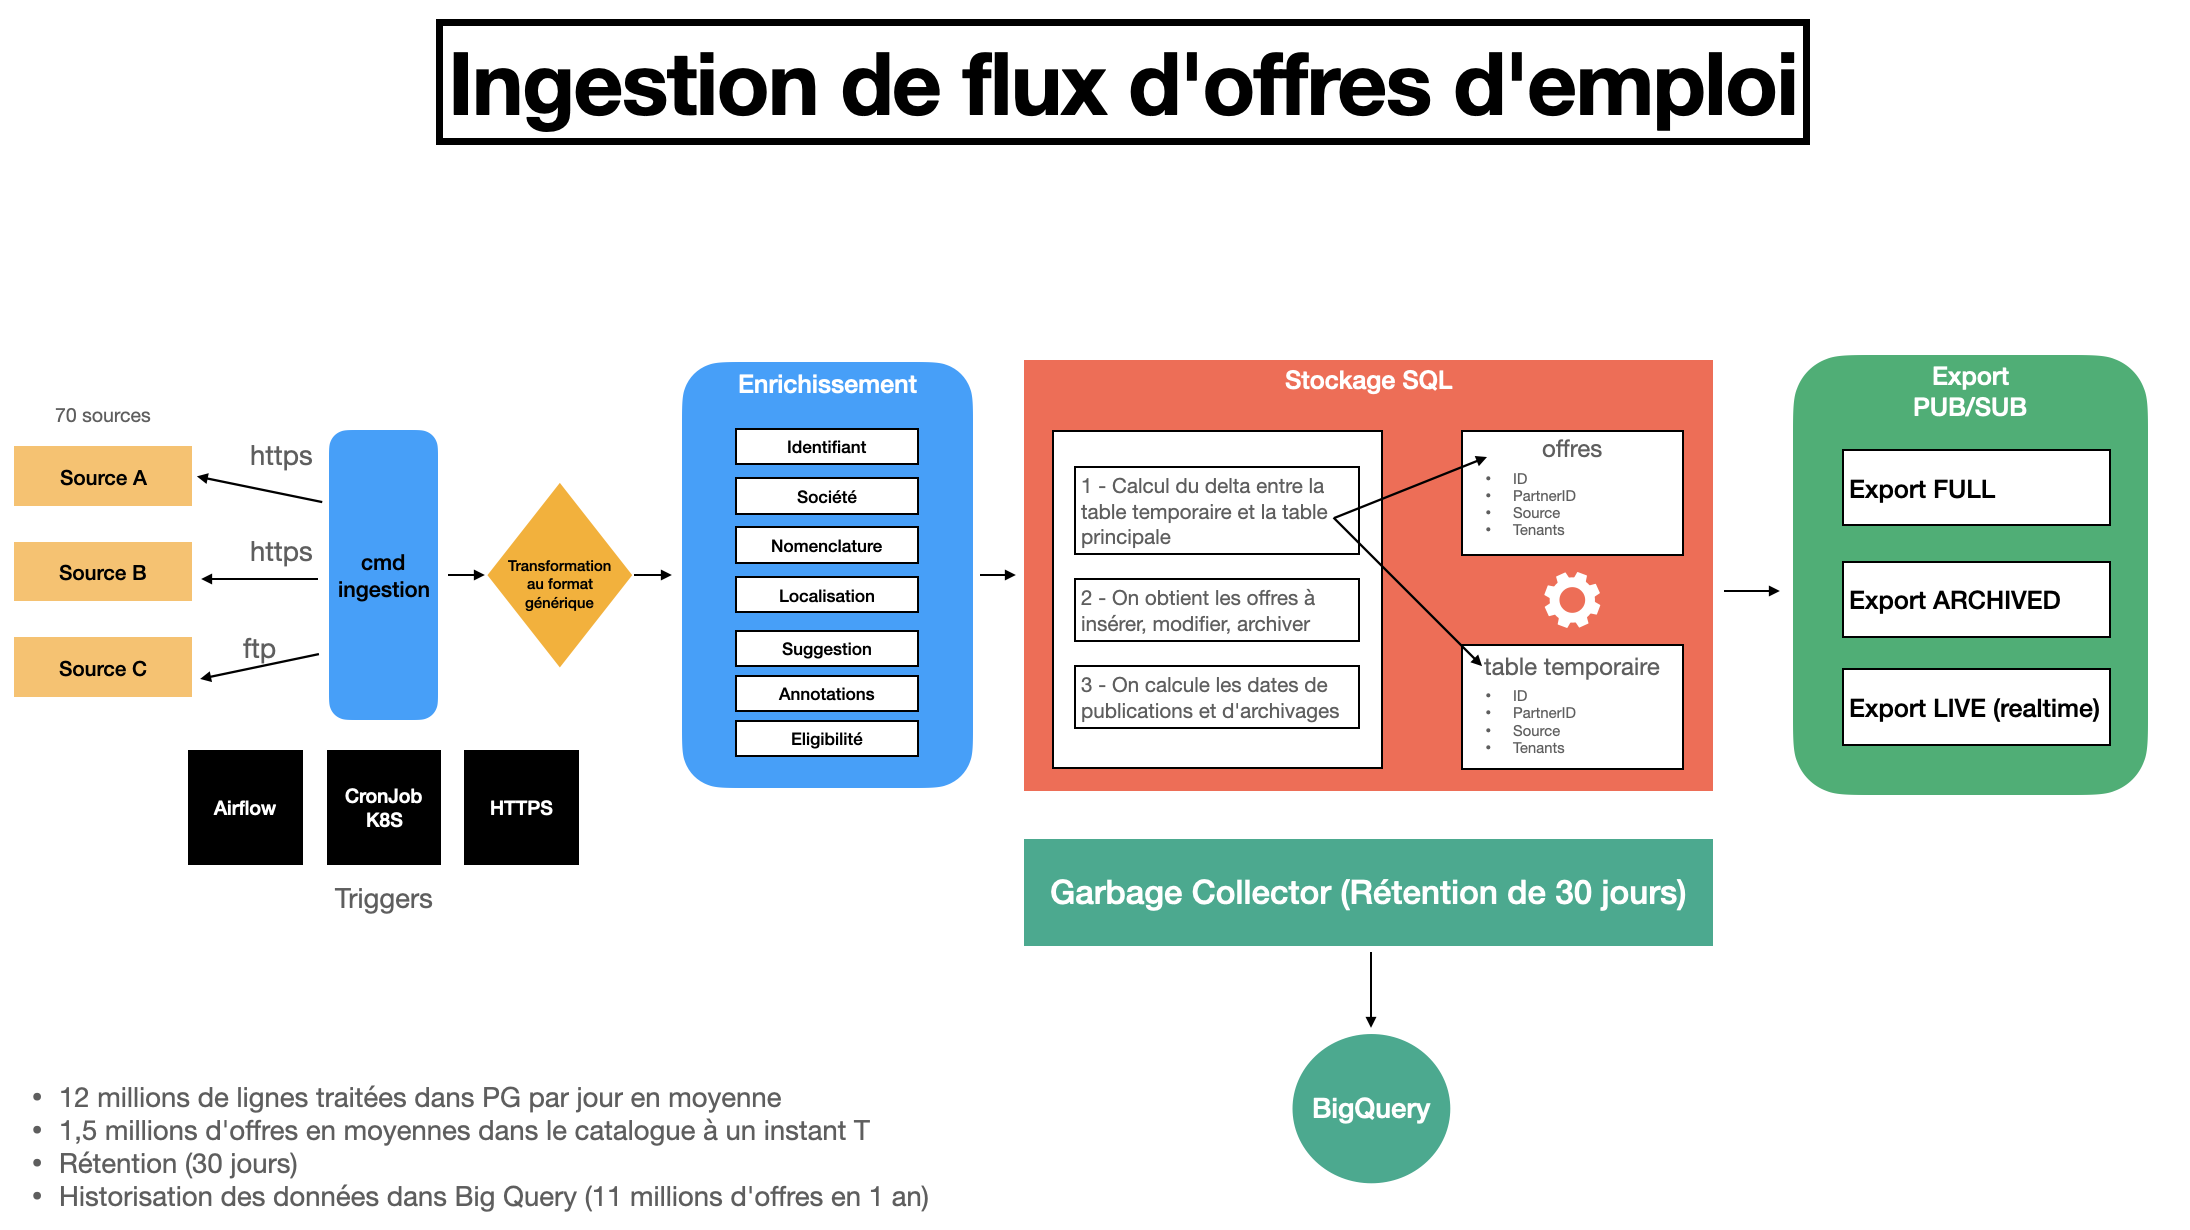 Ingestion de flux d'offres d'emploi
70 sources
Source A
Source B
Source C
https
https
ftp
cmd
ingestion
Airflow
CronJob
K8S
HTTPS
Triggers
Transformation
au format
générique
Enrichissement
Identifiant
Société
Nomenclature
Localisation
Suggestion
Annotations
Eligibilité
Stockage SQL
1 - Calcul du delta entre la
table temporaire et la table
principale
2 - On obtient les offres à
insérer, modifier, archiver
3 - On calcule les dates de
publications et d'archivages
offres
• ID
• PartnerID
• Source
• Tenants
table temporaire
• ID
• PartnerID
• Source
• Tenants
Export
PUB/SUB
Export FULL
Export ARCHIVED
Export LIVE (realtime)
Garbage Collector (Rétention de 30 jours)
BigQuery
• 12 millions de lignes traitées dans PG par jour en moyenne
• 1,5 millions d'offres en moyennes dans le catalogue à un instant T
• Rétention (30 jours)
• Historisation des données dans Big Query (11 millions d'offres en 1 an)